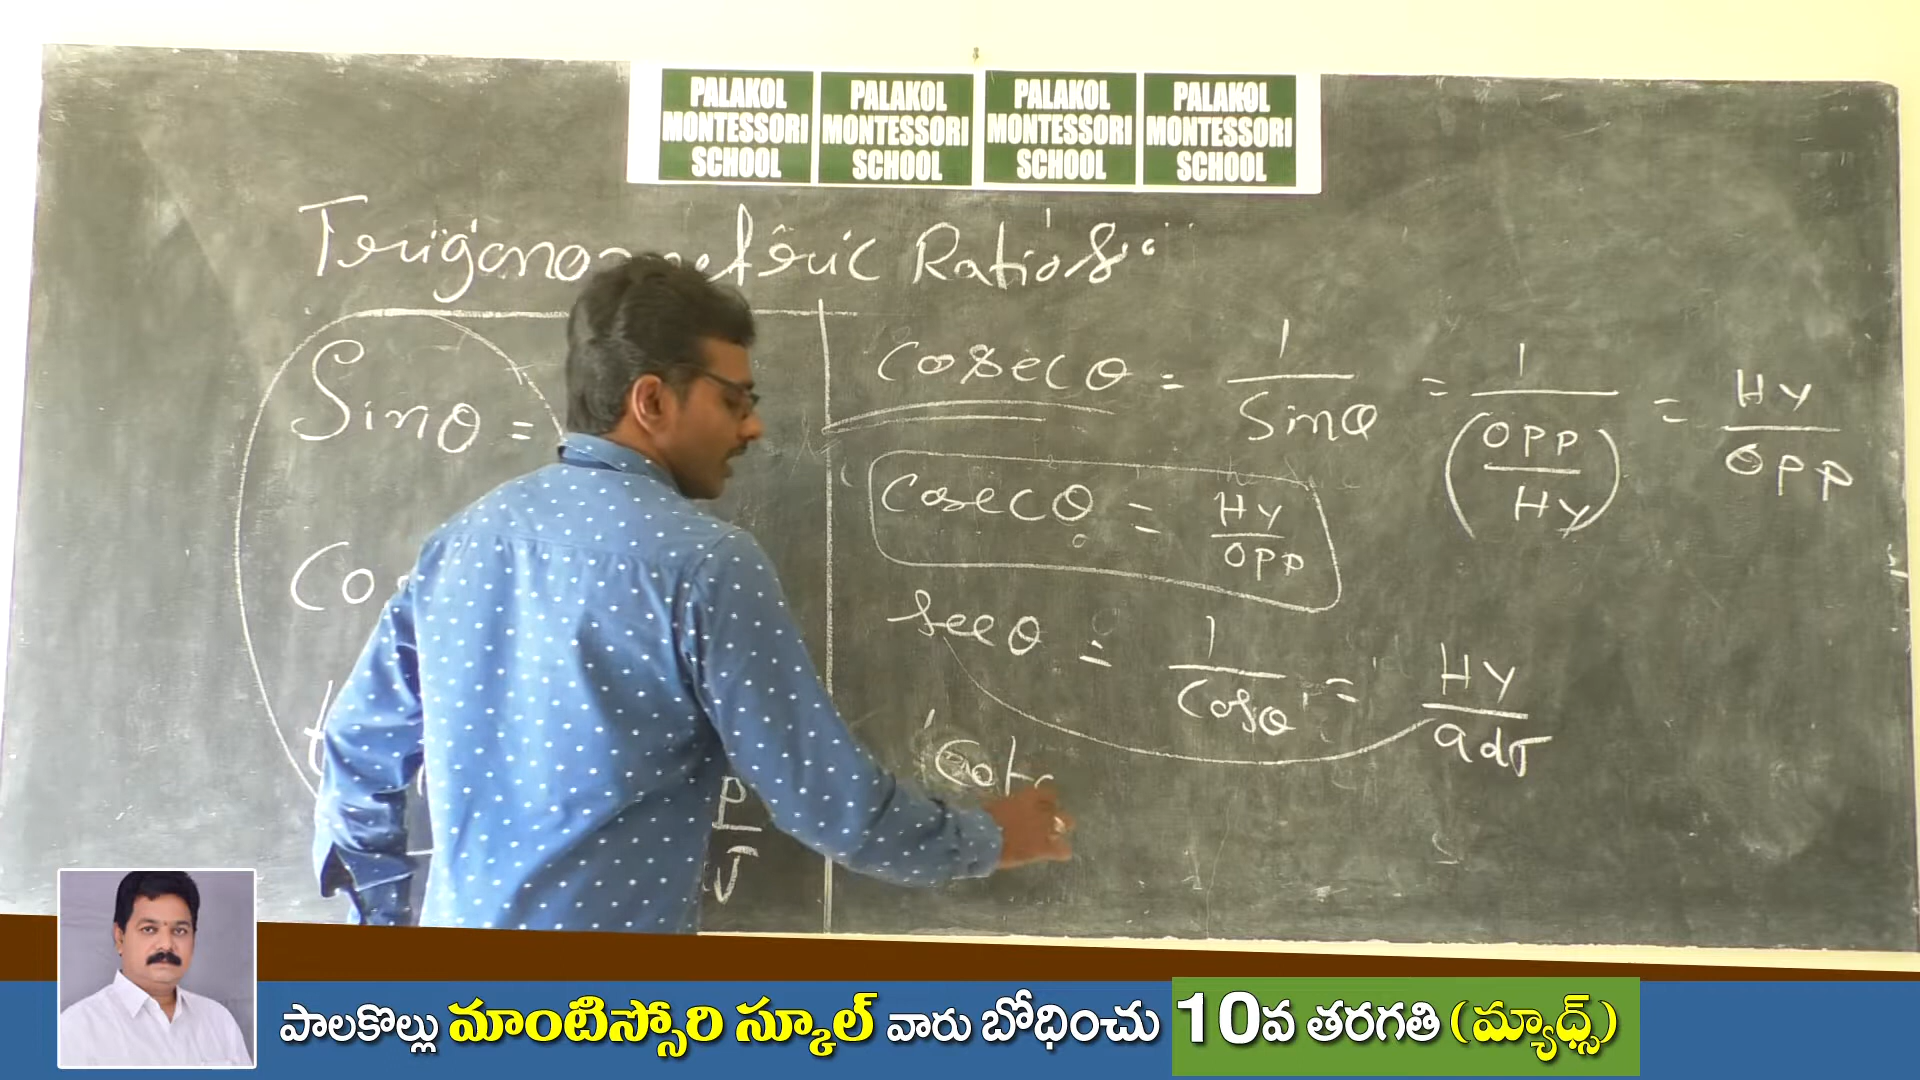 PALAKOL MONTESSORI SCHOOL
PALAKOL MONTESSORI SCHOOL
PALAKOL MONTESSORI SCHOOL
PALAKOL MONTESSORI SCHOOL
Ratios:
Sinθ =
Cosecθ = 1/Sinθ = 1/(OPP/HY) = HY/OPP
Cosecθ = HY/OPP
Secθ = 1/Cosθ = HY/adJ
Cot
పాలకొల్లు మాంటిస్సోరి స్కూల్ వారు బోధించు 10వ తరగతి (మ్యాథ్స్)